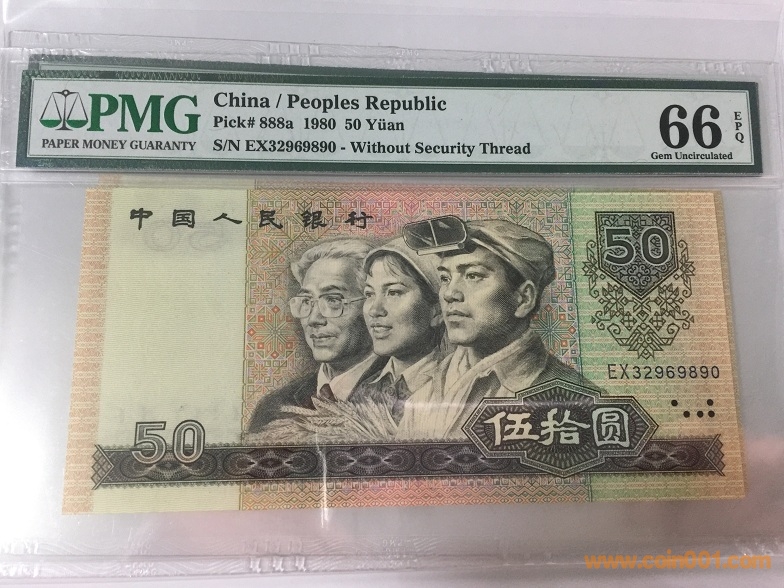 PMG
PAPER MONEY GUARANTY
China / Peoples Republic
Pick# 888a 1980 50 Yüan
S/N EX32969890 - Without Security Thread
66
EPQ
Gem Uncirculated
中国人民银行
50
EX32969890
50
伍拾圆
www.coin001.com